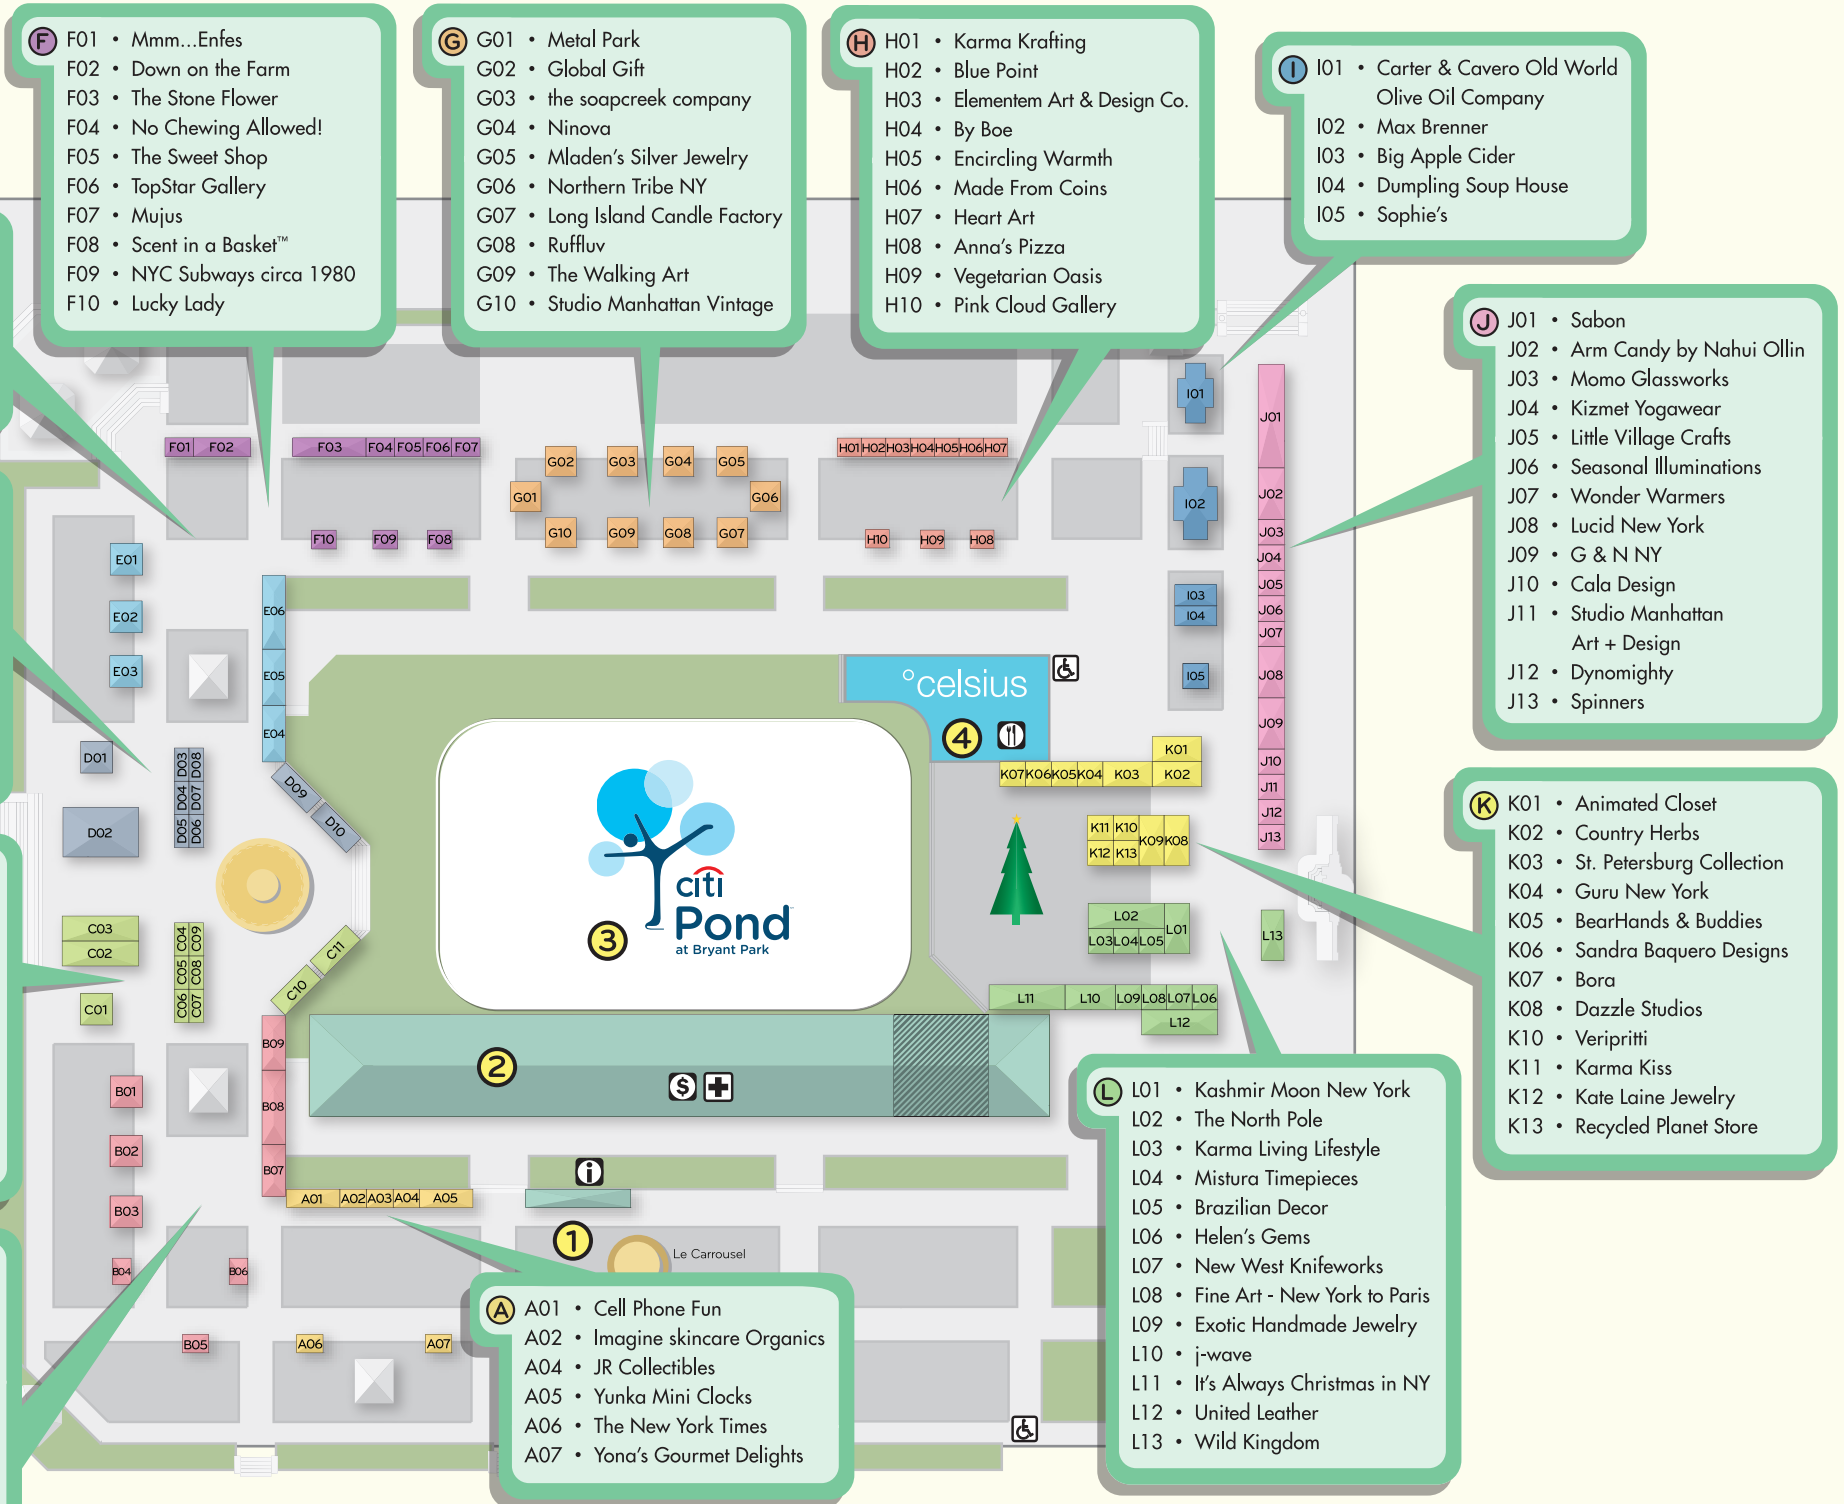 F
F01 • Mmm...Enfes
F02 • Down on the Farm
F03 • The Stone Flower
F04 • No Chewing Allowed!
F05 • The Sweet Shop
F06 • TopStar Gallery
F07 • Mujus
F08 • Scent in a Basket™
F09 • NYC Subways circa 1980
F10 • Lucky Lady
G
G01 • Metal Park
G02 • Global Gift
G03 • the soapcreek company
G04 • Ninova
G05 • Mladen's Silver Jewelry
G06 • Northern Tribe NY
G07 • Long Island Candle Factory
G08 • Ruffluv
G09 • The Walking Art
G10 • Studio Manhattan Vintage
H
H01 • Karma Krafting
H02 • Blue Point
H03 • Elementem Art & Design Co.
H04 • By Boe
H05 • Encircling Warmth
H06 • Made From Coins
H07 • Heart Art
H08 • Anna's Pizza
H09 • Vegetarian Oasis
H10 • Pink Cloud Gallery
I
I01 • Carter & Cavero Old World
Olive Oil Company
I02 • Max Brenner
I03 • Big Apple Cider
I04 • Dumpling Soup House
I05 • Sophie's
J
J01 • Sabon
J02 • Arm Candy by Nahui Ollin
J03 • Momo Glassworks
J04 • Kizmet Yogawear
J05 • Little Village Crafts
J06 • Seasonal Illuminations
J07 • Wonder Warmers
J08 • Lucid New York
J09 • G & N NY
J10 • Cala Design
J11 • Studio Manhattan
Art + Design
J12 • Dynomighty
J13 • Spinners
K
K01 • Animated Closet
K02 • Country Herbs
K03 • St. Petersburg Collection
K04 • Guru New York
K05 • BearHands & Buddies
K06 • Sandra Baquero Designs
K07 • Bora
K08 • Dazzle Studios
K10 • Veripritti
K11 • Karma Kiss
K12 • Kate Laine Jewelry
K13 • Recycled Planet Store
L
L01 • Kashmir Moon New York
L02 • The North Pole
L03 • Karma Living Lifestyle
L04 • Mistura Timepieces
L05 • Brazilian Decor
L06 • Helen's Gems
L07 • New West Knifeworks
L08 • Fine Art - New York to Paris
L09 • Exotic Handmade Jewelry
L10 • j-wave
L11 • It's Always Christmas in NY
L12 • United Leather
L13 • Wild Kingdom
A
A01 • Cell Phone Fun
A02 • Imagine skincare Organics
A04 • JR Collectibles
A05 • Yunka Mini Clocks
A06 • The New York Times
A07 • Yona's Gourmet Delights
F01 F02 F03 F04 F05 F06 F07
F10 F09 F08
G02 G03 G04 G05
G01 G06
G10 G09 G08 G07
H01 H02 H03 H04 H05 H06 H07
H10 H09 H08
I01
I02
I03
I04
I05
J01
J02
J03
J04
J05
J06
J07
J08
J09
J10
J11
J12
J13
E01
E02
E03
E06
E05
E04
D01
D02
D03 D08
D04 D07
D05 D06
D09
D10
°celsius
4
K01
K07 K06 K05 K04 K03 K02
K11 K10 K09 K08
K12 K13
citi
Pond
at Bryant Park
3
L02 L01
L03 L04 L05
L13
L11 L10 L09 L08 L07 L06
L12
C03
C02
C01
C04 C09
C05 C08
C06 C07
C11
C10
B09
B08
B07
B01
B02
B03
B04
B06
B05
2
$
i
A01 A02 A03 A04 A05
1
Le Carrousel
A06 A07